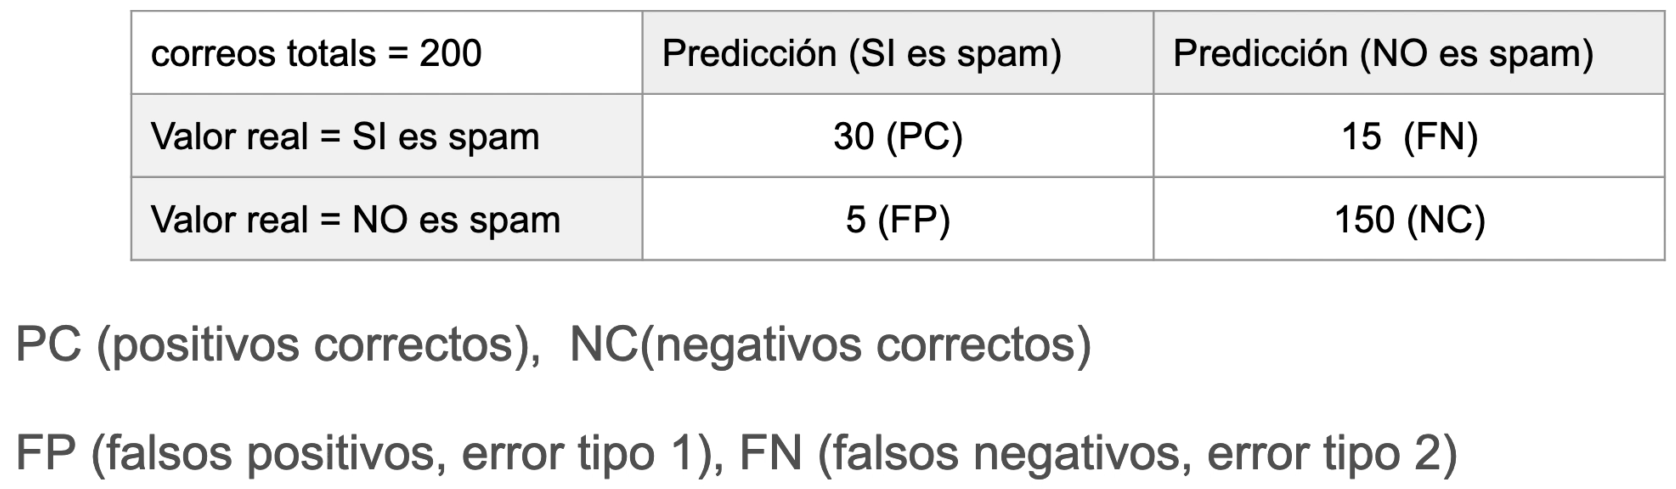 correos totals = 200 Predicción (SI es spam) Predicción (NO es spam)
Valor real = SI es spam 30 (PC) 15 (FN)
Valor real = NO es spam 5 (FP) 150 (NC)
PC (positivos correctos), NC(negativos correctos)
FP (falsos positivos, error tipo 1), FN (falsos negativos, error tipo 2)